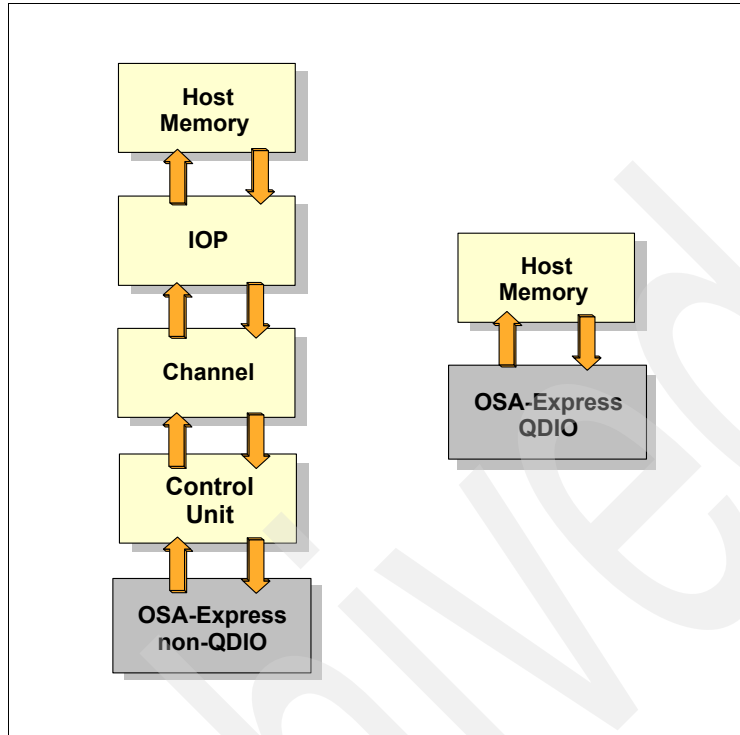 Host
Memory
IOP
Channel
Control
Unit
OSA-Express
non-QDIO
Host
Memory
OSA-Express
QDIO